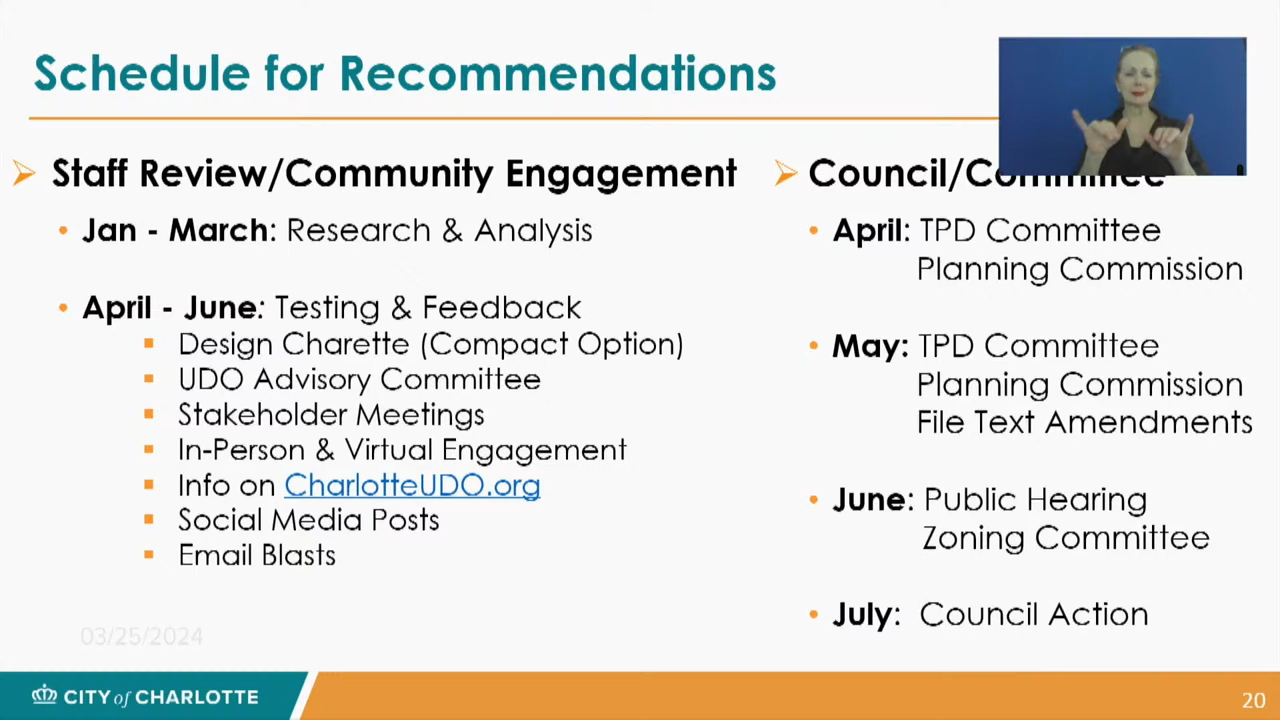 Schedule for Recommendations
Staff Review/Community Engagement
Jan - March: Research & Analysis
April - June: Testing & Feedback
Design Charette (Compact Option)
UDO Advisory Committee
Stakeholder Meetings
In-Person & Virtual Engagement
Info on CharlotteUDO.org
Social Media Posts
Email Blasts
Council/Committee
April: TPD Committee
Planning Commission
May: TPD Committee
Planning Commission
File Text Amendments
June: Public Hearing
Zoning Committee
July: Council Action
03/25/2024
CITY of CHARLOTTE
20